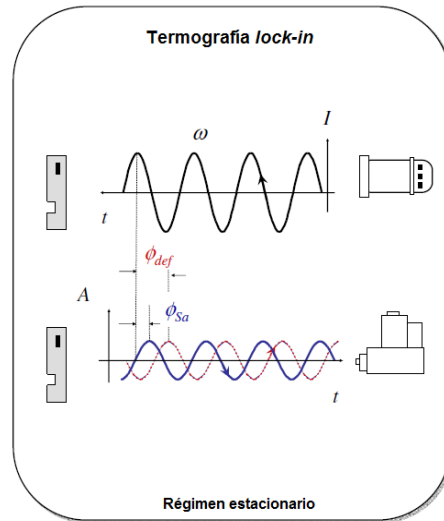 Termografía lock-in
I
ω
t
ϕdef
A
ϕSa
t
Régimen estacionario